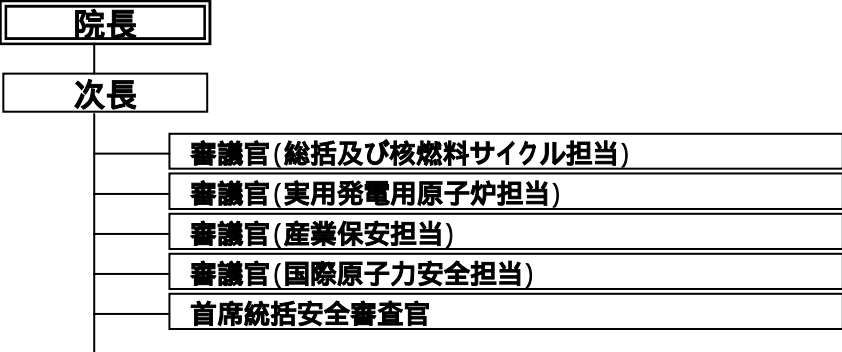 院長
次長
審議官(総括及び核燃料サイクル担当)
審議官(実用発電用原子炉担当)
審議官(産業保安担当)
審議官(国際原子力安全担当)
首席統括安全審査官